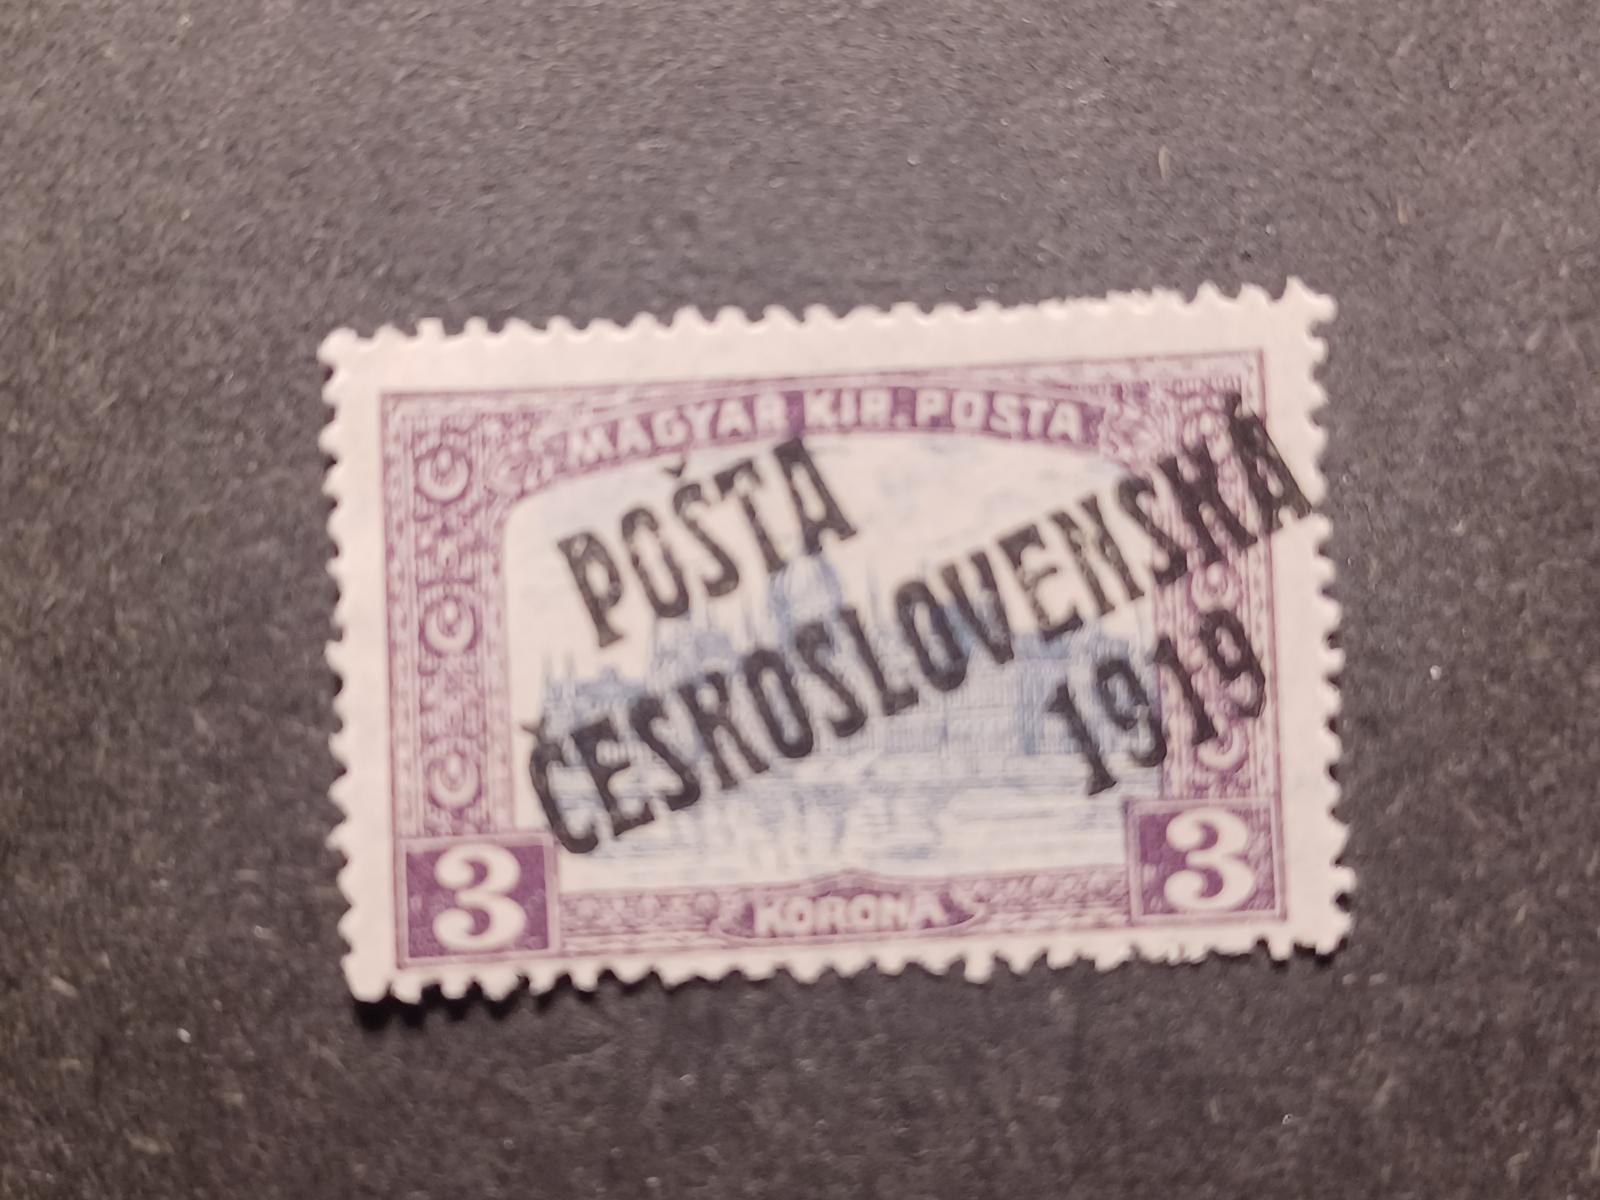 MAGYAR KIR. POSTA
POŠTA
ČESKOSLOVENSKÁ
1919
3
KORONA
3